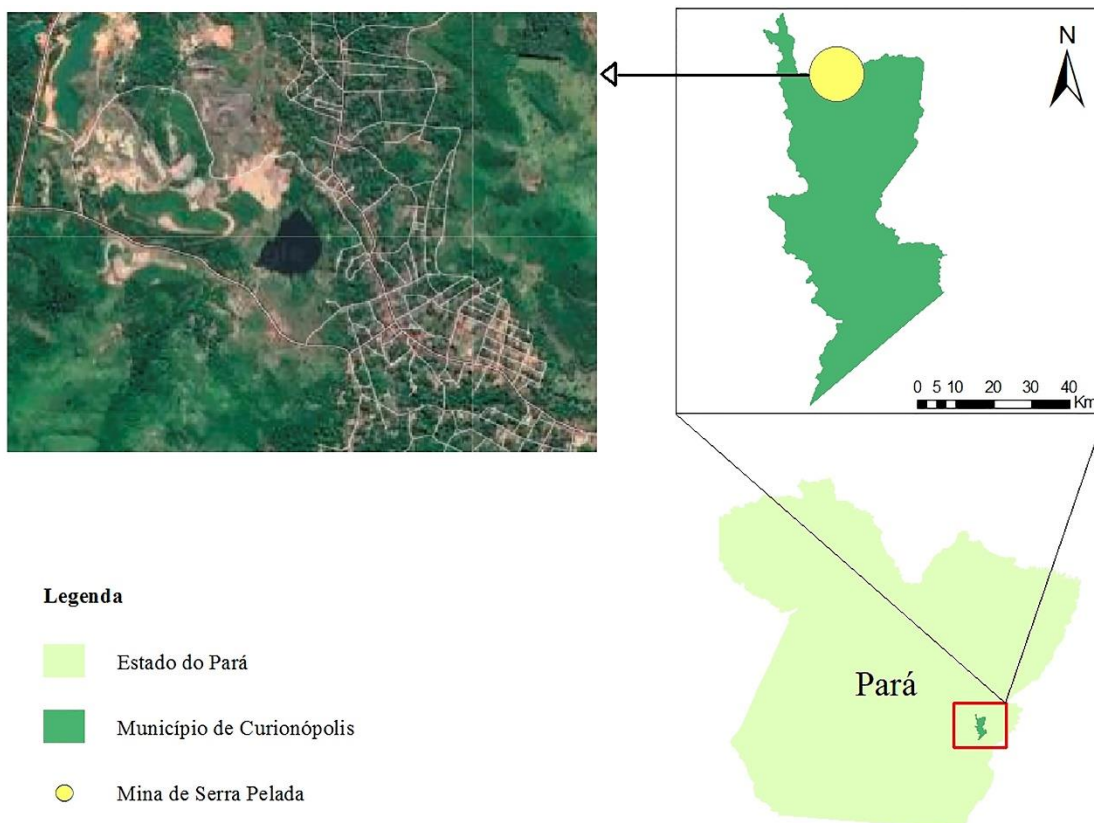 N
0 5 10 20 30 40
Km
Pará
Legenda
Estado do Pará
Município de Curionópolis
Mina de Serra Pelada